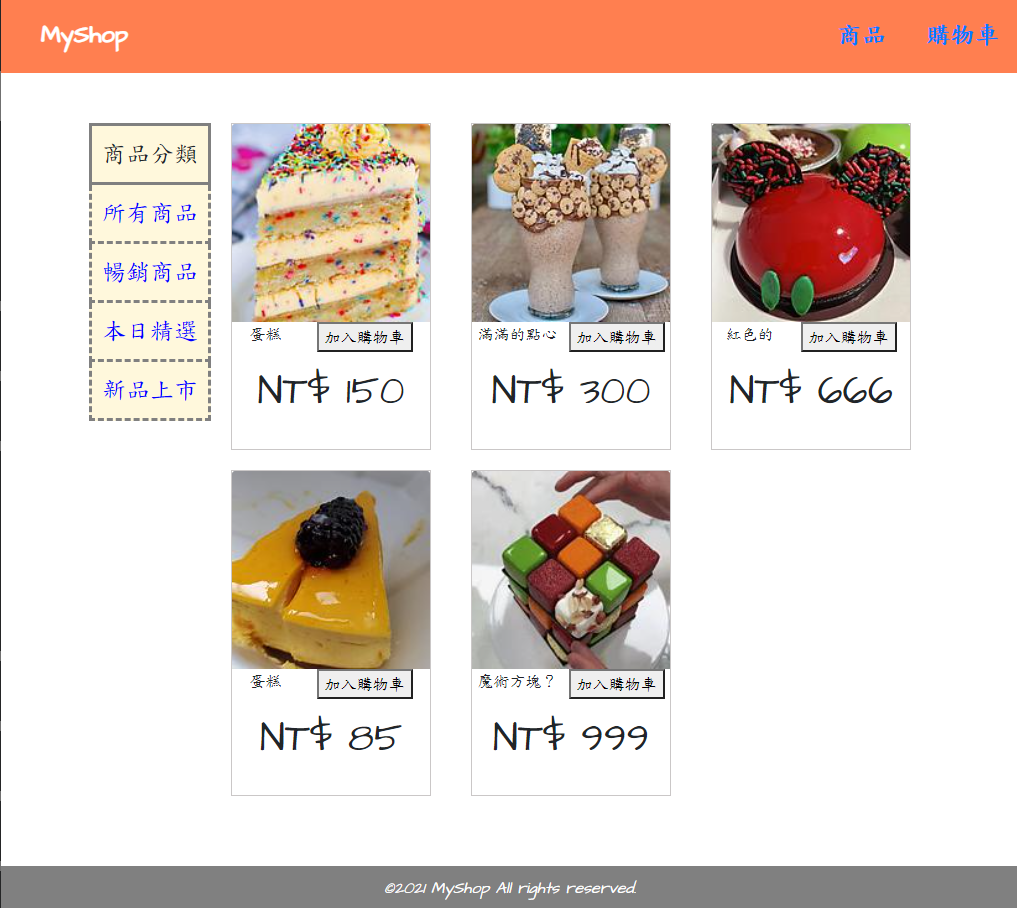 MyShop
商品 購物車
商品分類
所有商品
暢銷商品
本日精選
新品上市
蛋糕 加入購物車
NT$ 150
滿滿的點心 加入購物車
NT$ 300
紅色的 加入購物車
NT$ 666
蛋糕 加入購物車
NT$ 85
魔術方塊？ 加入購物車
NT$ 999
©2021 MyShop All rights reserved.